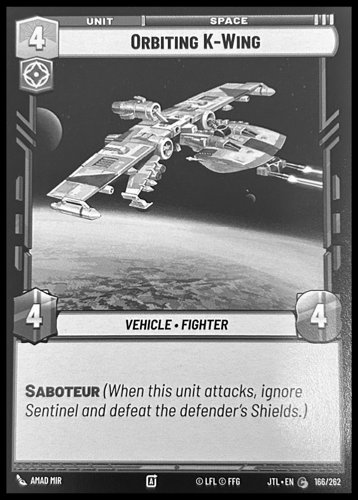 UNIT SPACE
4 ORBITING K-WING
4 VEHICLE • FIGHTER 4
SABOTEUR (When this unit attacks, ignore
Sentinel and defeat the defender's Shields.)
AMAD MIR A © LFL © FFG JTL • EN C 166/262